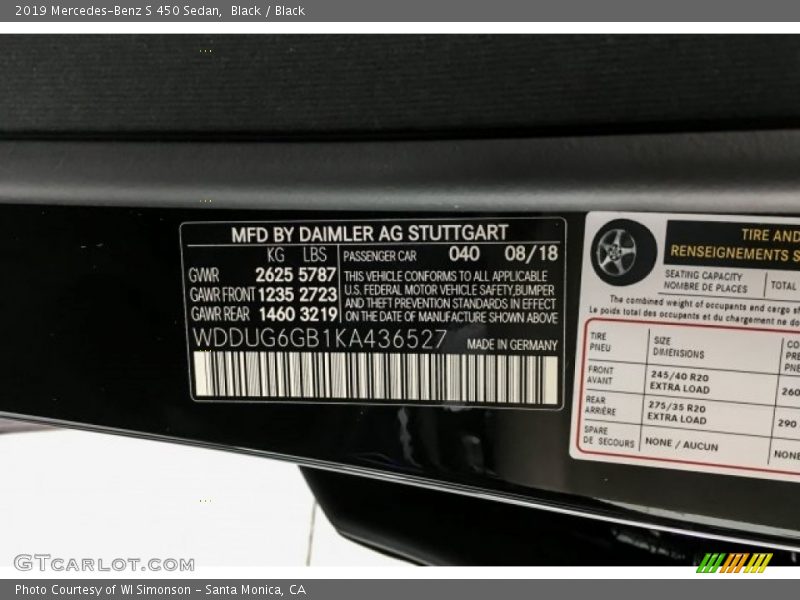 2019 Mercedes-Benz S 450 Sedan, Black / Black
MFD BY DAIMLER AG STUTTGART
KG LBS
GVWR 2625 5787
GAWR FRONT 1235 2723
GAWR REAR 1460 3219
PASSENGER CAR 040 08/18
THIS VEHICLE CONFORMS TO ALL APPLICABLE
U.S. FEDERAL MOTOR VEHICLE SAFETY,BUMPER
AND THEFT PREVENTION STANDARDS IN EFFECT
ON THE DATE OF MANUFACTURE SHOWN ABOVE
WDDUG6GB1KA436527 MADE IN GERMANY
TIRE AND
RENSEIGNEMENTS S
SEATING CAPACITY
NOMBRE DE PLACES
TOTAL
The combined weight of occupants and cargo sh
Le poids total des occupants et du chargement ne do
TIRE
PNEU
SIZE
DIMENSIONS
CO
PRE
PNE
FRONT
AVANT
245/40 R20
EXTRA LOAD
260
REAR
ARRIÈRE
275/35 R20
EXTRA LOAD
290
SPARE
DE SECOURS
NONE / AUCUN
NONE
GTcarlot.com
Photo Courtesy of WI Simonson - Santa Monica, CA